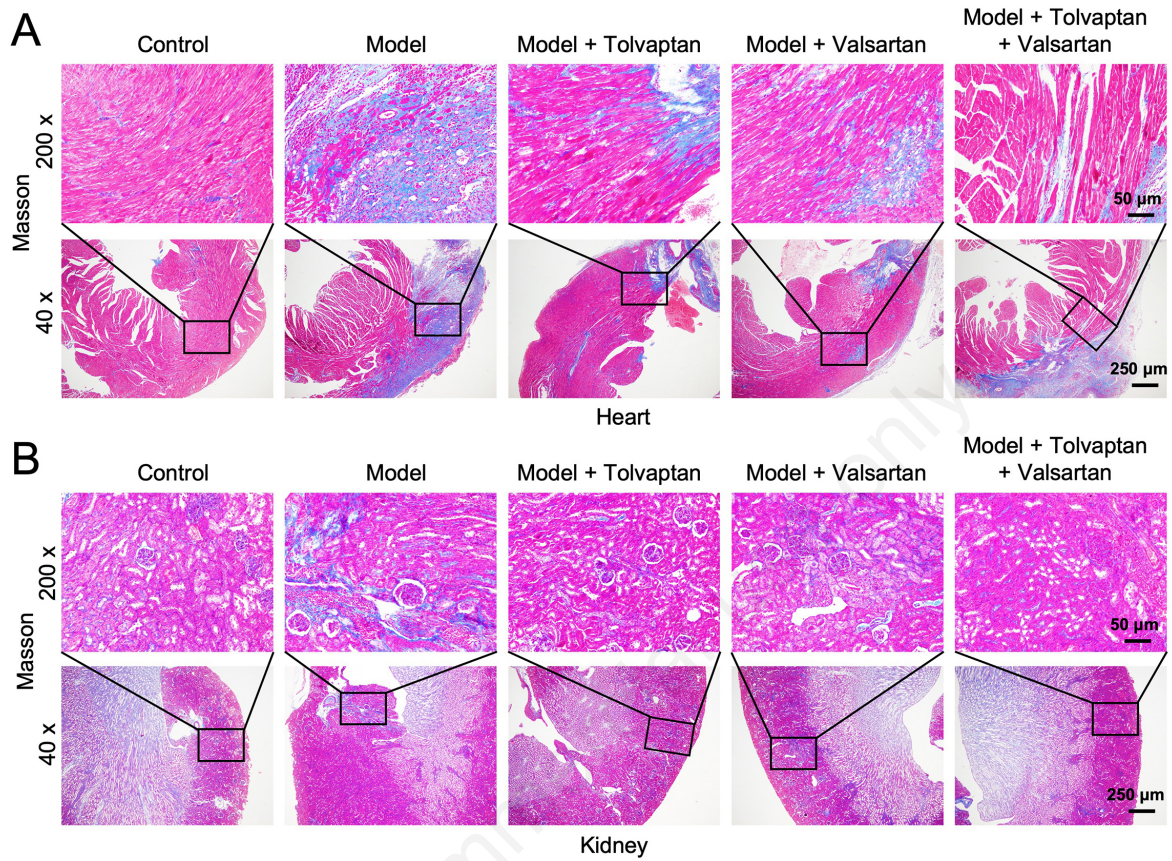 A
Control
Model
Model + Tolvaptan
Model + Valsartan
Model + Tolvaptan
+ Valsartan
Masson
200 x
50 µm
40 x
250 µm
Heart
B
Control
Model
Model + Tolvaptan
Model + Valsartan
Model + Tolvaptan
+ Valsartan
Masson
200 x
50 µm
40 x
250 µm
Kidney
only